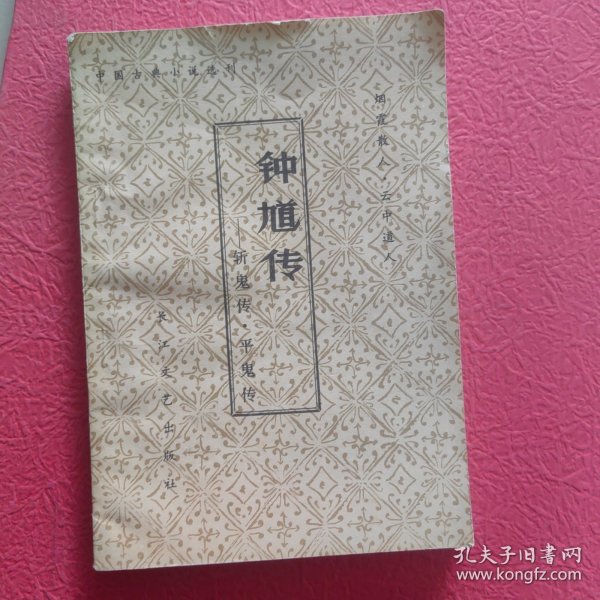 中国古典小说选刊
烟霞散人·云中道人
钟馗传
斩鬼传·平鬼传
长江文艺出版社
孔夫子旧书网
www.kongfz.com